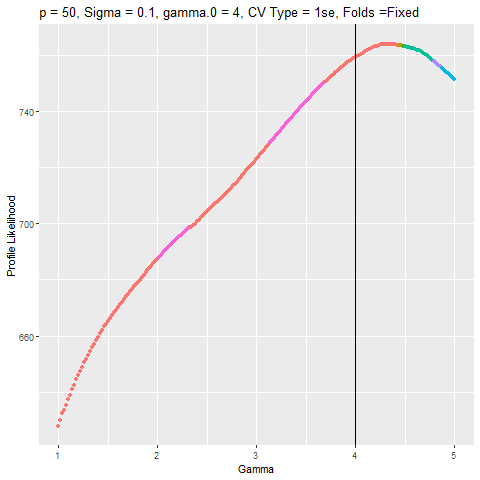 p = 50, Sigma = 0.1, gamma.0 = 4, CV Type = 1se, Folds =Fixed
Profile Likelihood
740
700
660
1 2 3 4 5
Gamma